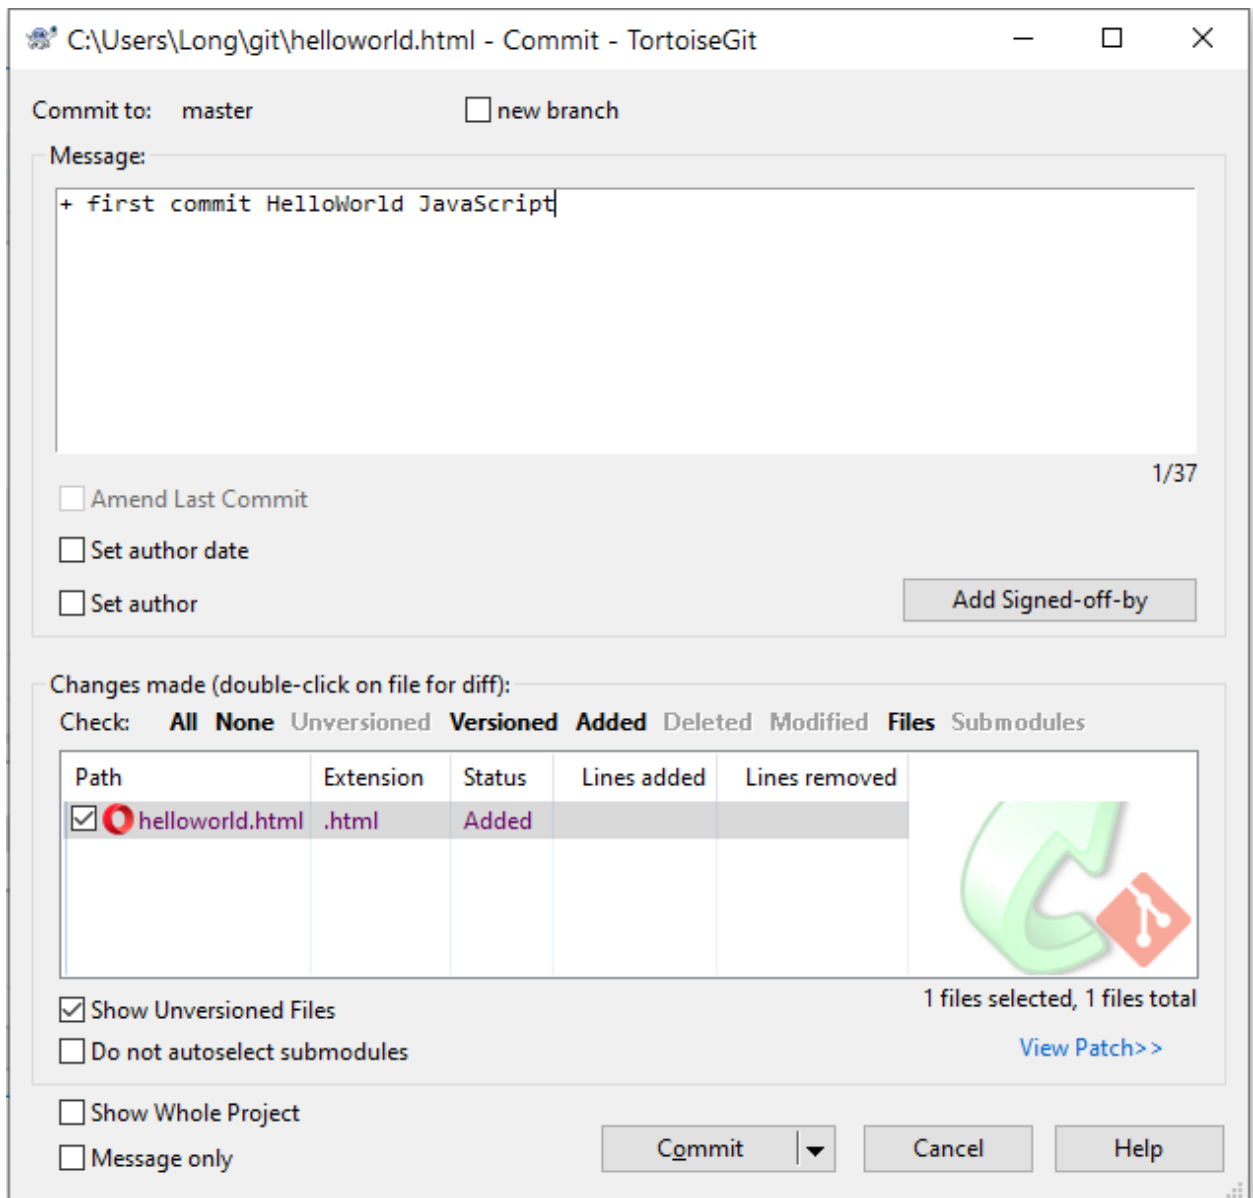 C:\Users\Long\git\helloworld.html - Commit - TortoiseGit
Commit to: master new branch
Message:
+ first commit HelloWorld JavaScript
1/37
Amend Last Commit
Set author date
Set author
Add Signed-off-by
Changes made (double-click on file for diff):
Check: All None Unversioned Versioned Added Deleted Modified Files Submodules
Path Extension Status Lines added Lines removed
helloworld.html .html Added
Show Unversioned Files
1 files selected, 1 files total
Do not autoselect submodules
View Patch>>
Show Whole Project
Message only
Commit Cancel Help